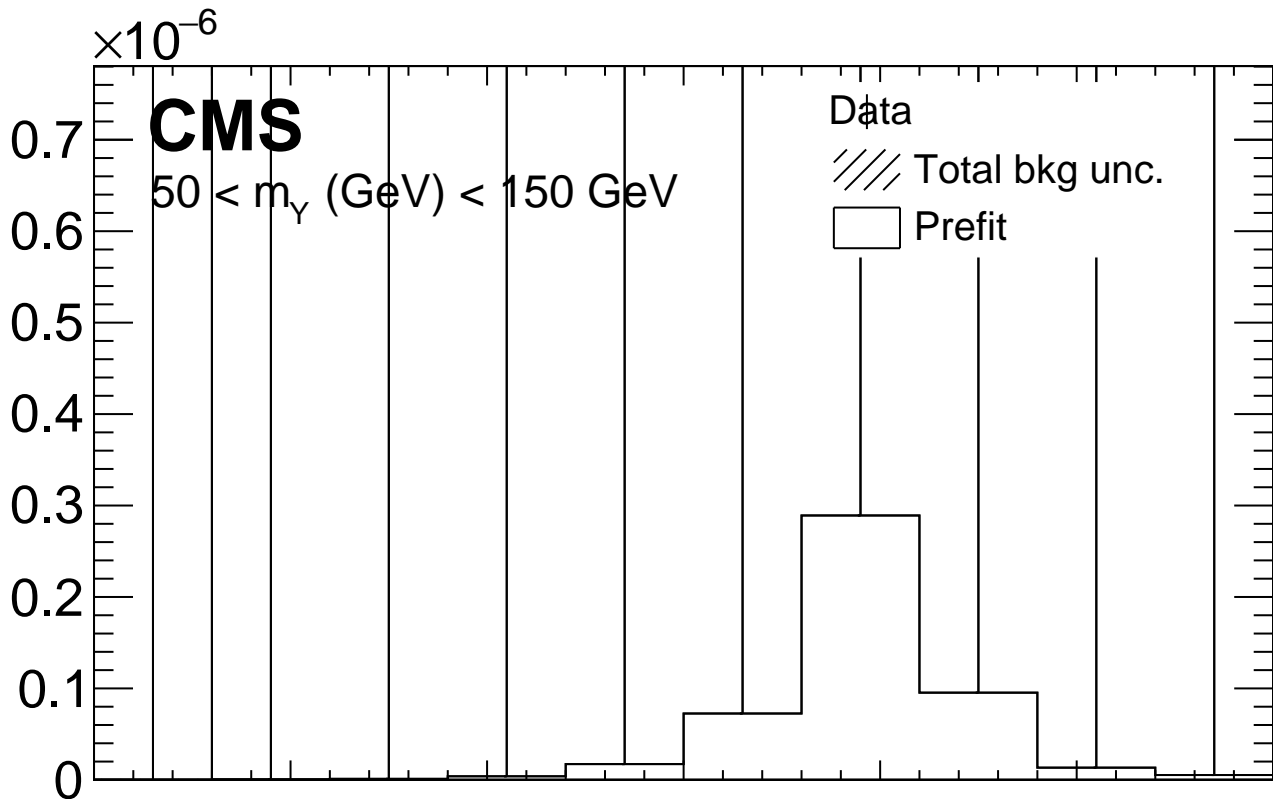 ×10⁻⁶
CMS
50 < m_Y (GeV) < 150 GeV
Data
Total bkg unc.
Prefit
0.7
0.6
0.5
0.4
0.3
0.2
0.1
0